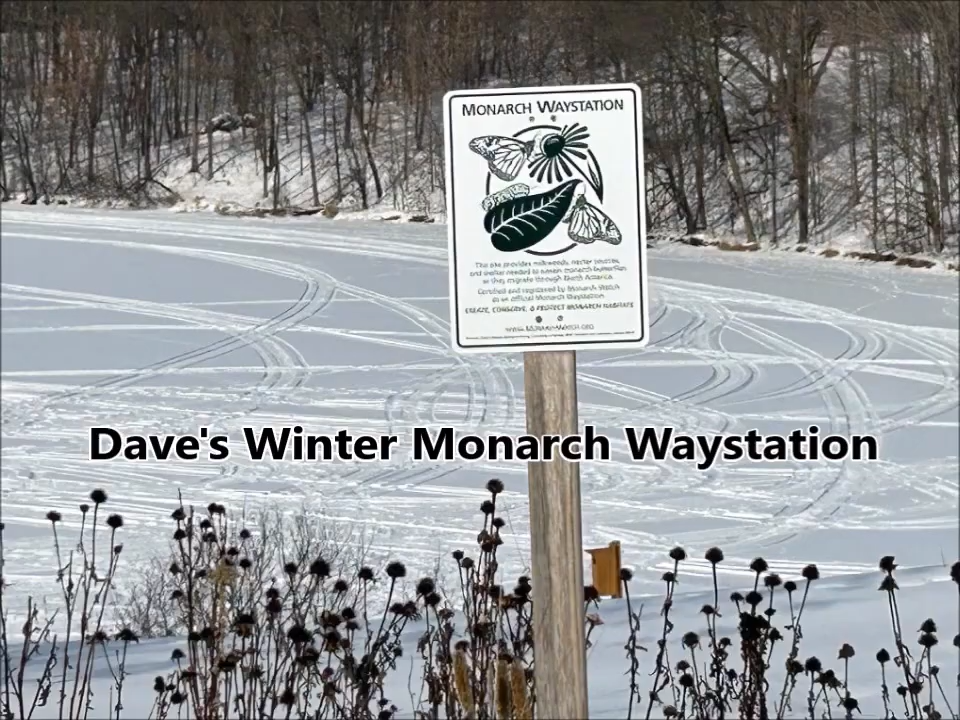 MONARCH WAYSTATION
This site provides milkweeds, nectar sources,
and shelter needed to sustain monarch butterflies
as they migrate through North America.
Certified and registered by Monarch Watch
as an official Monarch Waystation.
CREATE, CONSERVE, & PROTECT MONARCH HABITATS
WWW.MONARCHWATCH.ORG
Dave's Winter Monarch Waystation